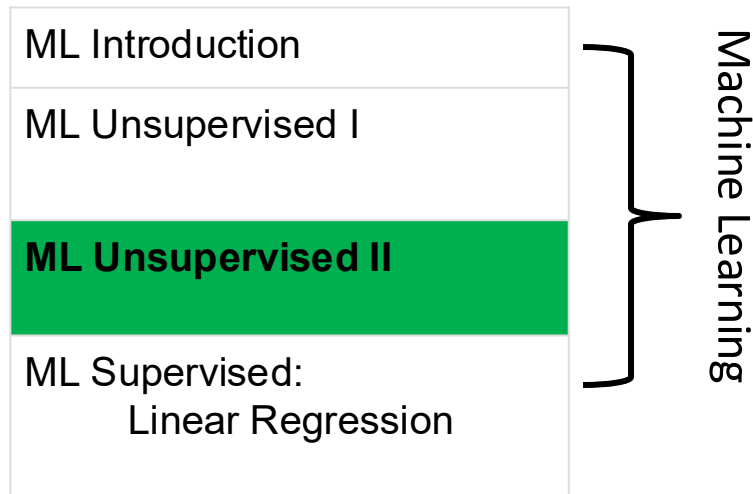 ML Introduction
ML Unsupervised I
ML Unsupervised II
ML Supervised:
Linear Regression
Machine Learning